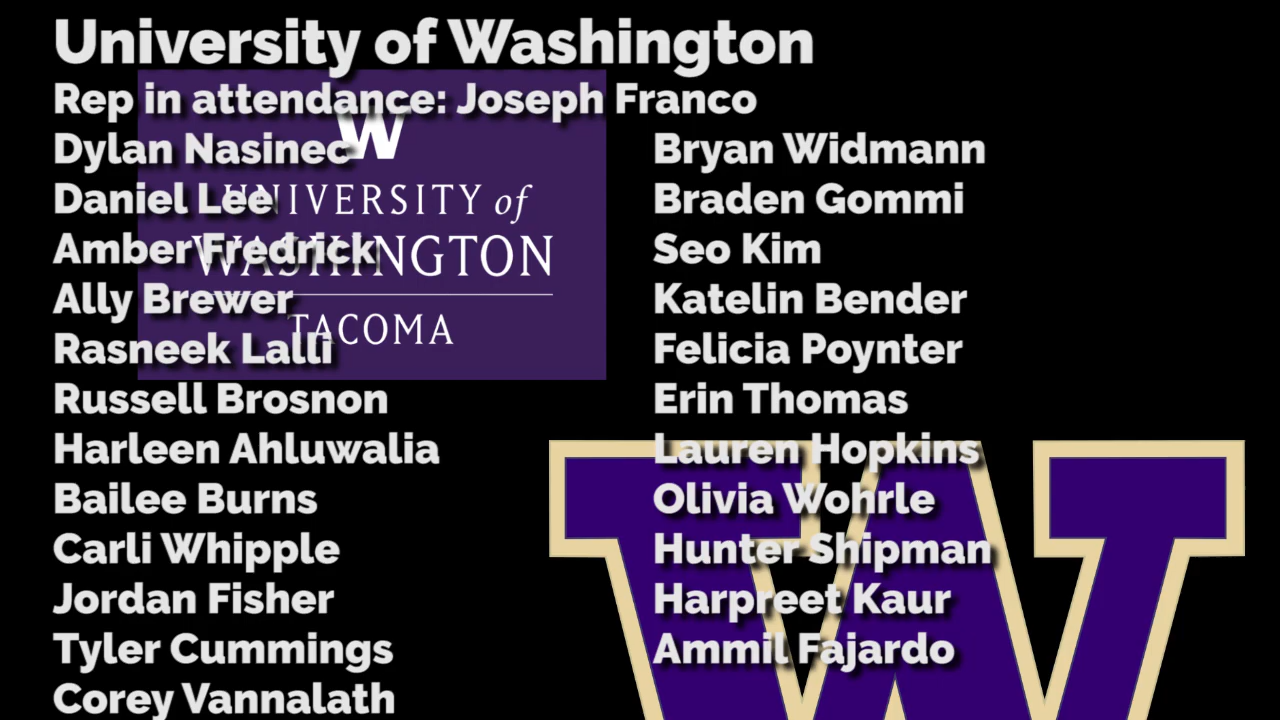 University of Washington
Rep in attendance: Joseph Franco
Dylan Nasinec
Daniel Lee
Amber Fredrick
Ally Brewer
Rasneek Lalli
Russell Brosnon
Harleen Ahluwalia
Bailee Burns
Carli Whipple
Jordan Fisher
Tyler Cummings
Corey Vannalath
Bryan Widmann
Braden Gommi
Seo Kim
Katelin Bender
Felicia Poynter
Erin Thomas
Lauren Hopkins
Olivia Wohrle
Hunter Shipman
Harpreet Kaur
Ammil Fajardo
W
UNIVERSITY of
WASHINGTON
TACOMA
W